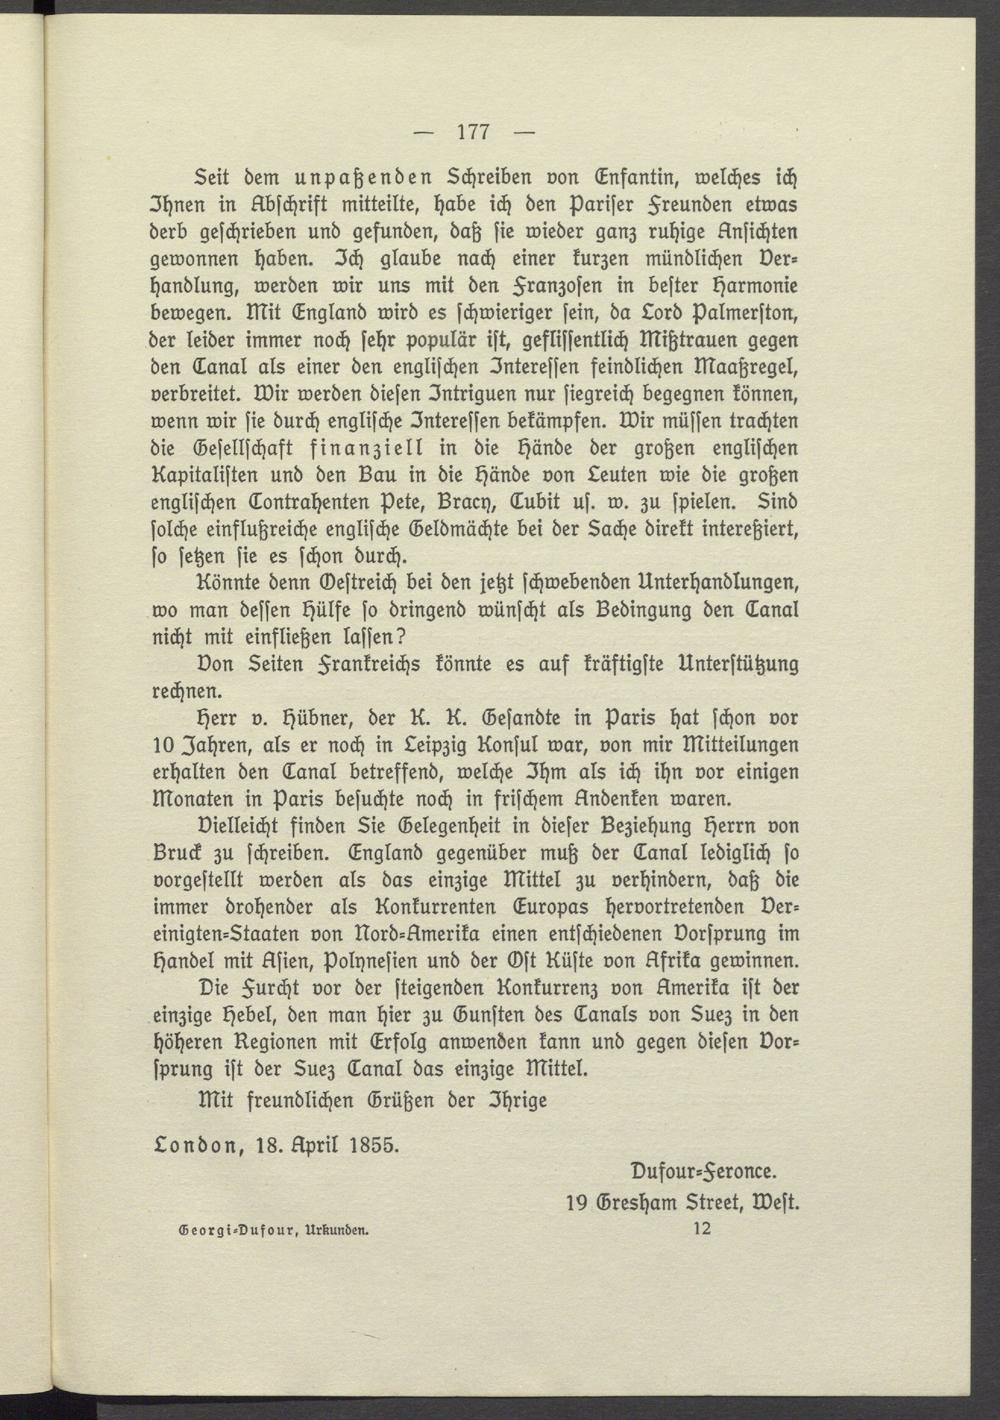 — 177 —
Seit dem unpaßenden Schreiben von Enfantin, welches ich
Ihnen in Abschrift mitteilte, habe ich den Pariser Freunden etwas
derb geschrieben und gefunden, daß sie wieder ganz ruhige Ansichten
gewonnen haben. Ich glaube nach einer kurzen mündlichen Ver-
handlung, werden wir uns mit den Franzosen in bester Harmonie
bewegen. Mit England wird es schwieriger sein, da Lord Palmerston,
der leider immer noch sehr populär ist, geflissentlich Mißtrauen gegen
den Canal als einer den englischen Interessen feindlichen Maaßregel,
verbreitet. Wir werden diesen Intriguen nur siegreich begegnen können,
wenn wir sie durch englische Interessen bekämpfen. Wir müssen trachten
die Gesellschaft finanziell in die Hände der großen englischen
Kapitalisten und den Bau in die Hände von Leuten wie die großen
englischen Contrahenten Pete, Bracy, Cubit us. w. zu spielen. Sind
solche einflußreiche englische Geldmächte bei der Sache direkt intereßiert,
so setzen sie es schon durch.
Könnte denn Oestreich bei den jetzt schwebenden Unterhandlungen,
wo man dessen Hülfe so dringend wünscht als Bedingung den Canal
nicht mit einfließen lassen?
Von Seiten Frankreichs könnte es auf kräftigste Unterstützung
rechnen.
Herr v. Hübner, der K. K. Gesandte in Paris hat schon vor
10 Jahren, als er noch in Leipzig Konsul war, von mir Mitteilungen
erhalten den Canal betreffend, welche Ihm als ich ihn vor einigen
Monaten in Paris besuchte noch in frischem Andenken waren.
Vielleicht finden Sie Gelegenheit in dieser Beziehung Herrn von
Bruck zu schreiben. England gegenüber muß der Canal lediglich so
vorgestellt werden als das einzige Mittel zu verhindern, daß die
immer drohender als Konkurrenten Europas hervortretenden Ver-
einigten-Staaten von Nord-Amerika einen entschiedenen Vorsprung im
Handel mit Asien, Polynesien und der Ost Küste von Afrika gewinnen.
Die Furcht vor der steigenden Konkurrenz von Amerika ist der
einzige Hebel, den man hier zu Gunsten des Canals von Suez in den
höheren Regionen mit Erfolg anwenden kann und gegen diesen Vor-
sprung ist der Suez Canal das einzige Mittel.
Mit freundlichen Grüßen der Ihrige
London, 18. April 1855.
Dufour-Feronce.
19 Gresham Street, West.
Georgi-Dufour, Urkunden. 12